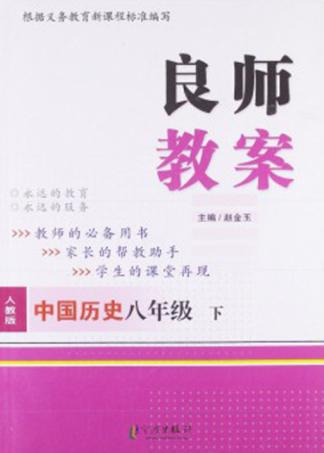 根据义务教育新课程标准编写
良师
教案
◎永远的教育
◎永远的服务
主编/赵金玉
>>>教师的必备用书
>>>家长的帮教助手
>>>学生的课堂再现
人教版
中国历史八年级 下
出版社